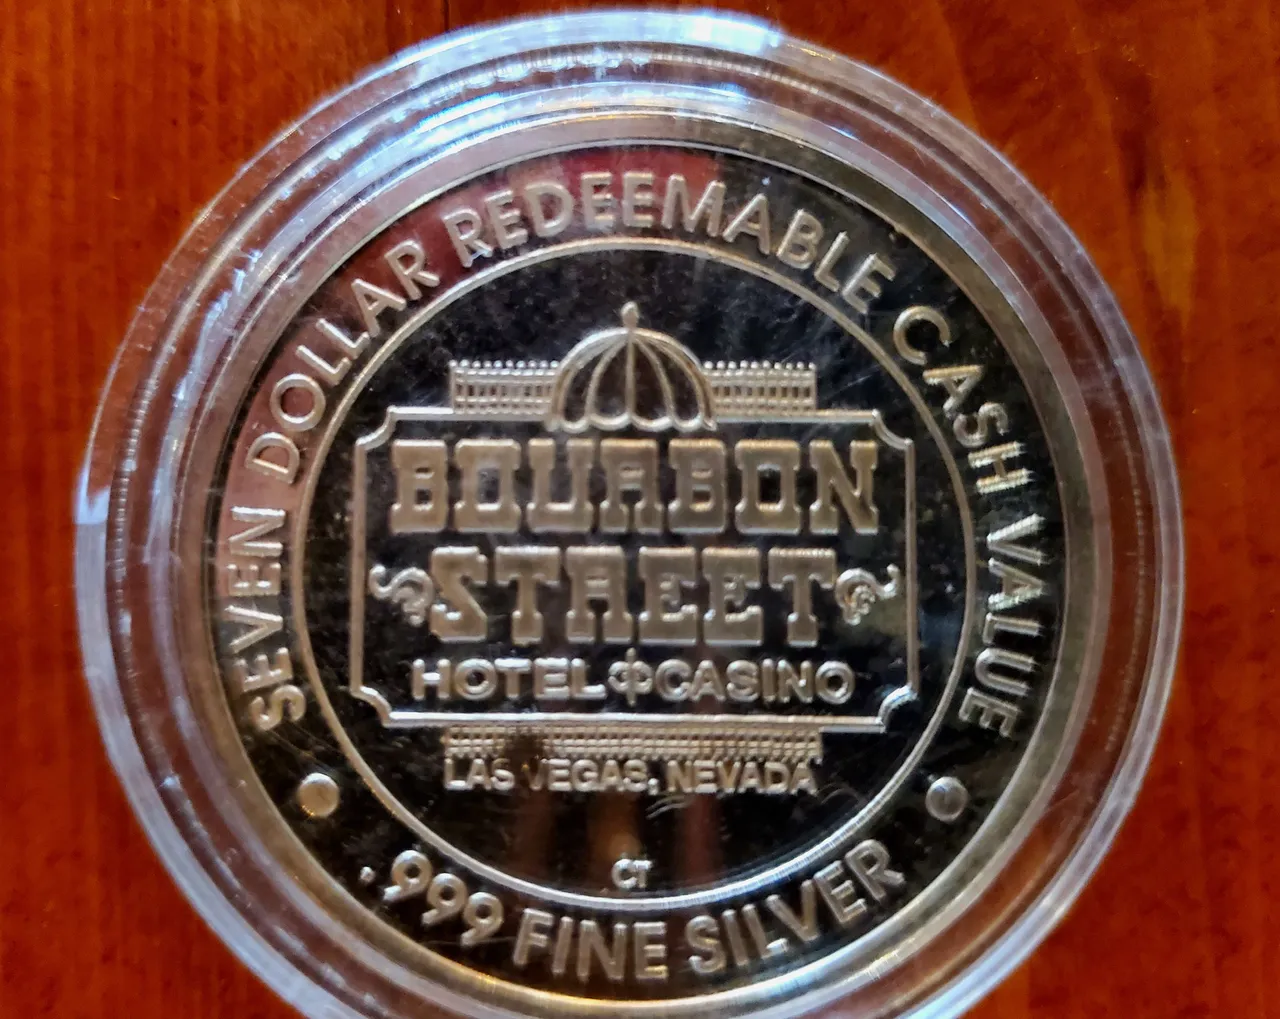 SEVEN DOLLAR REDEEMABLE CASH VALUE
BOURBON
STREET
HOTEL CASINO
LAS VEGAS, NEVADA
CT
.999 FINE SILVER